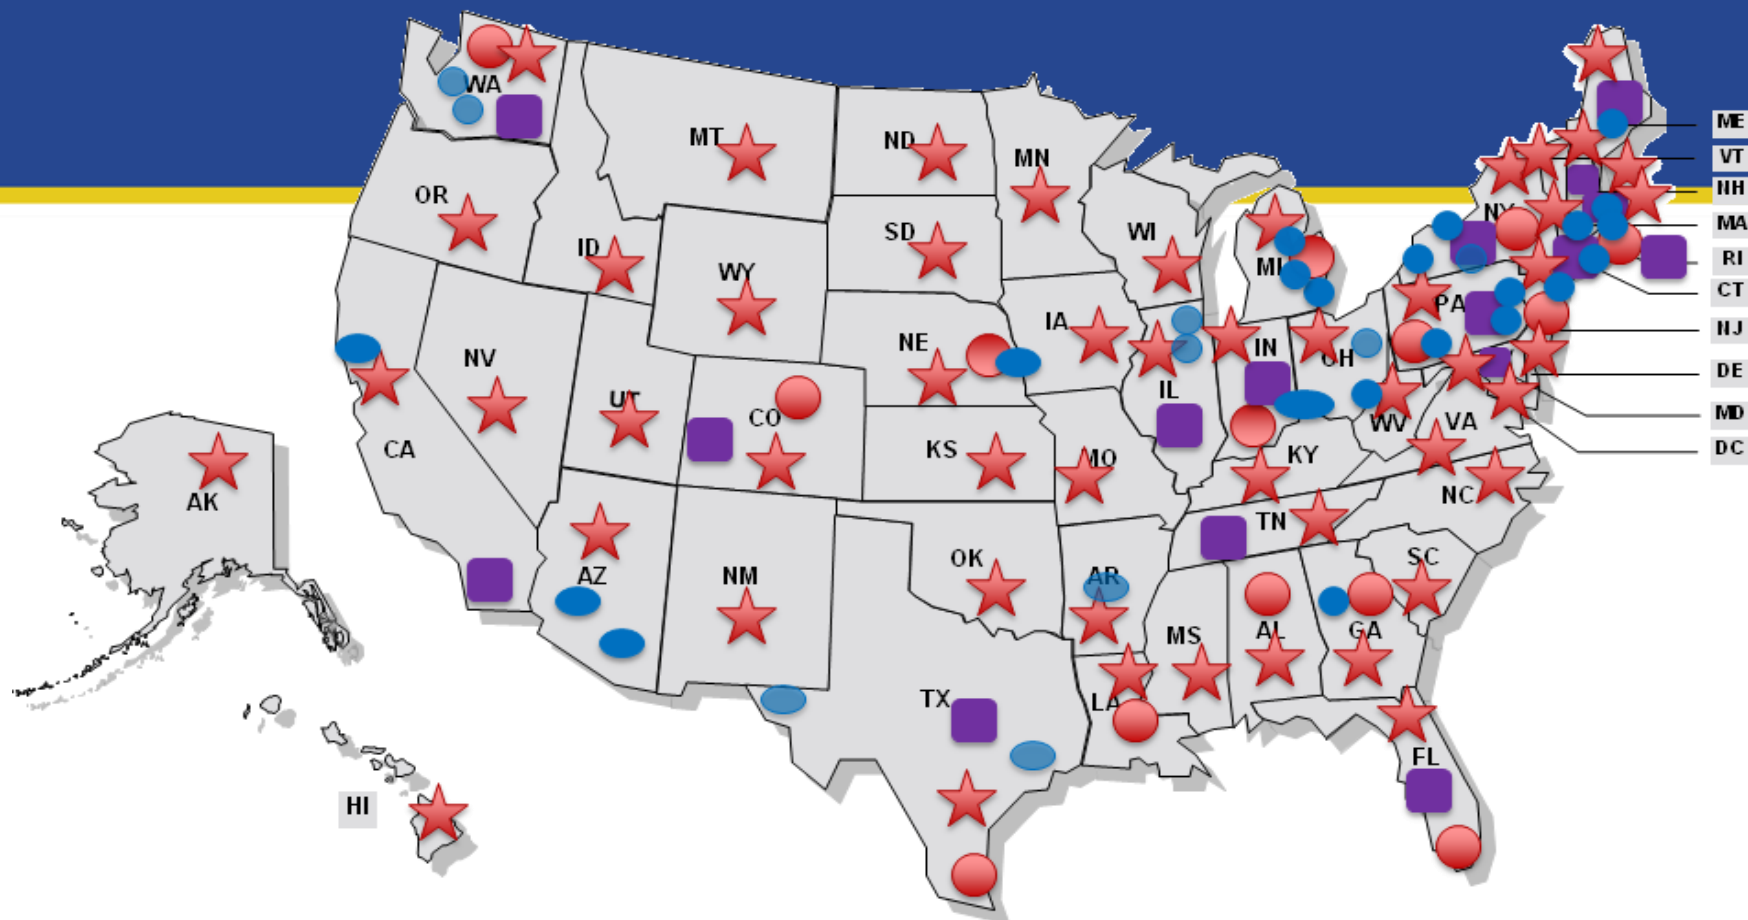 WA
ME
MT
ND
MN
VT
NH
OR
NY
MA
ID
SD
WI
WY
MI
RI
CT
PA
IA
NE
NV
IN
OH
NJ
DE
UT
CO
IL
WV
VA
MD
CA
KS
MO
KY
DC
AK
NC
TN
OK
SC
AZ
NM
AR
MS
AL
GA
TX
LA
FL
HI